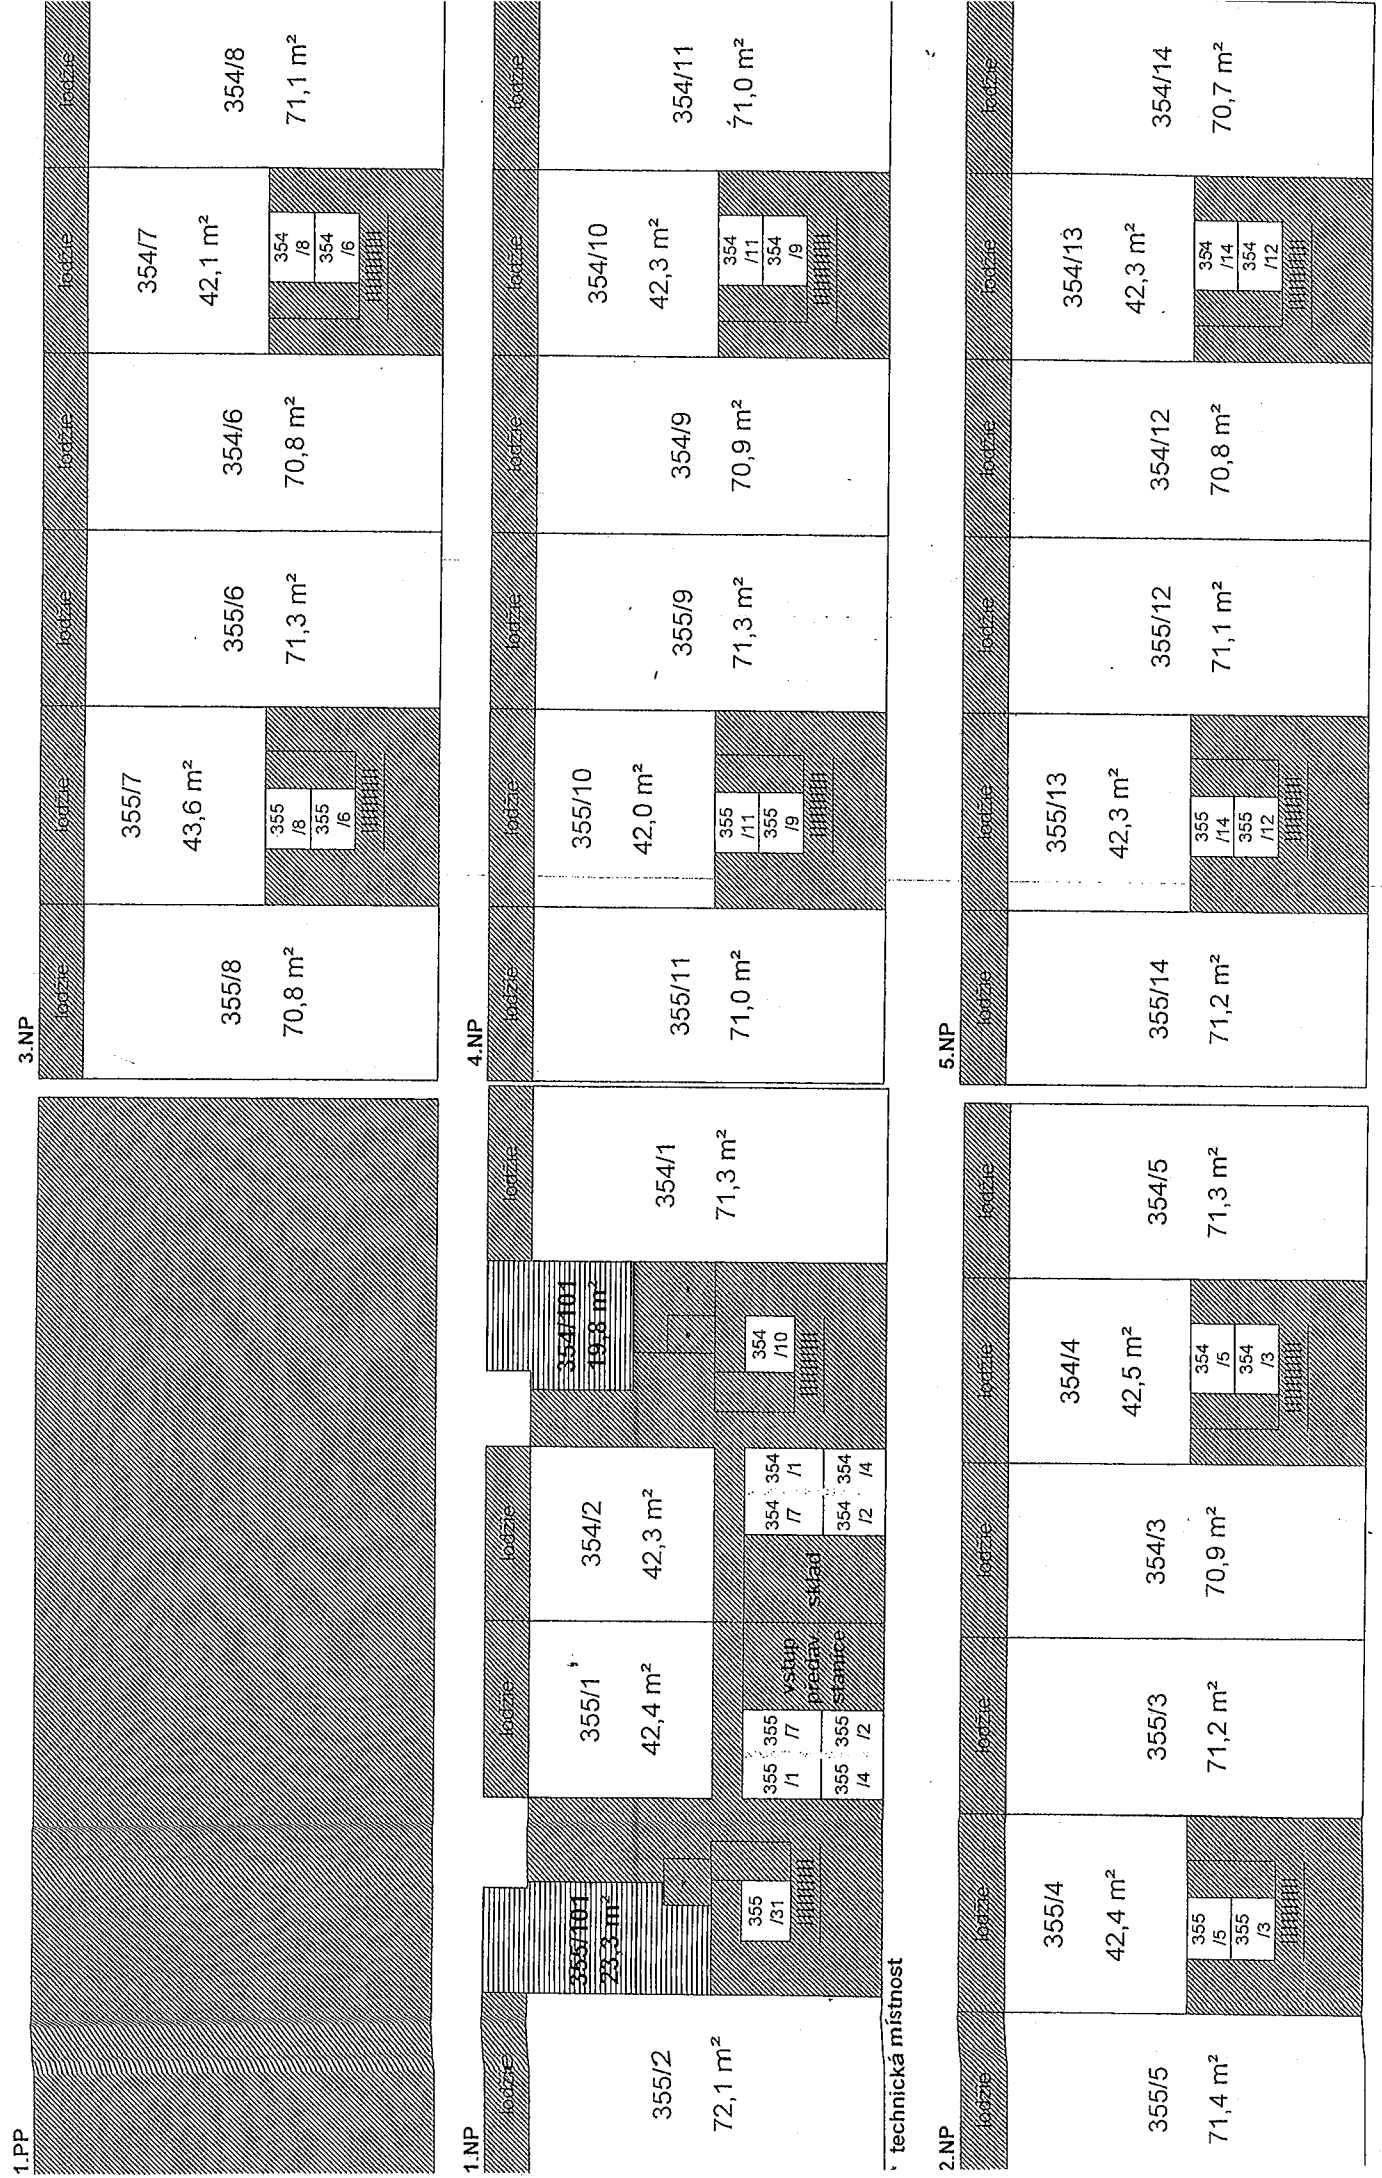 1.PP
3.NP
lodžie
lodžie
lodžie
lodžie
lodžie
lodžie
355/8
70,8 m²
355/7
43,6 m²
355
/8
355
/6
355/6
71,3 m²
354/6
70,8 m²
354/7
42,1 m²
354
/8
354
/6
354/8
71,1 m²
1.NP
lodžie
lodžie
lodžie
lodžie
355/2
72,1 m²
355/101
23,3 m²
355
/31
355/1
42,4 m²
355
/1
355
/7
355
/4
355
/2
vstup
předav.
stanice
sklad
354/2
42,3 m²
354
/7
354
/1
354
/2
354
/4
354/101
19,8 m²
354
/10
354/1
71,3 m²
* technická místnost
4.NP
lodžie
lodžie
lodžie
lodžie
lodžie
lodžie
355/11
71,0 m²
355/10
42,0 m²
355
/11
355
/9
355/9
71,3 m²
354/9
70,9 m²
354/10
42,3 m²
354
/11
354
/9
354/11
71,0 m²
2.NP
lodžie
lodžie
lodžie
lodžie
lodžie
lodžie
355/5
71,4 m²
355/4
42,4 m²
355
/5
355
/3
355/3
71,2 m²
354/3
70,9 m²
354/4
42,5 m²
354
/5
354
/3
354/5
71,3 m²
5.NP
lodžie
lodžie
lodžie
lodžie
lodžie
lodžie
355/14
71,2 m²
355/13
42,3 m²
355
/14
355
/12
355/12
71,1 m²
354/12
70,8 m²
354/13
42,3 m²
354
/14
354
/12
354/14
70,7 m²